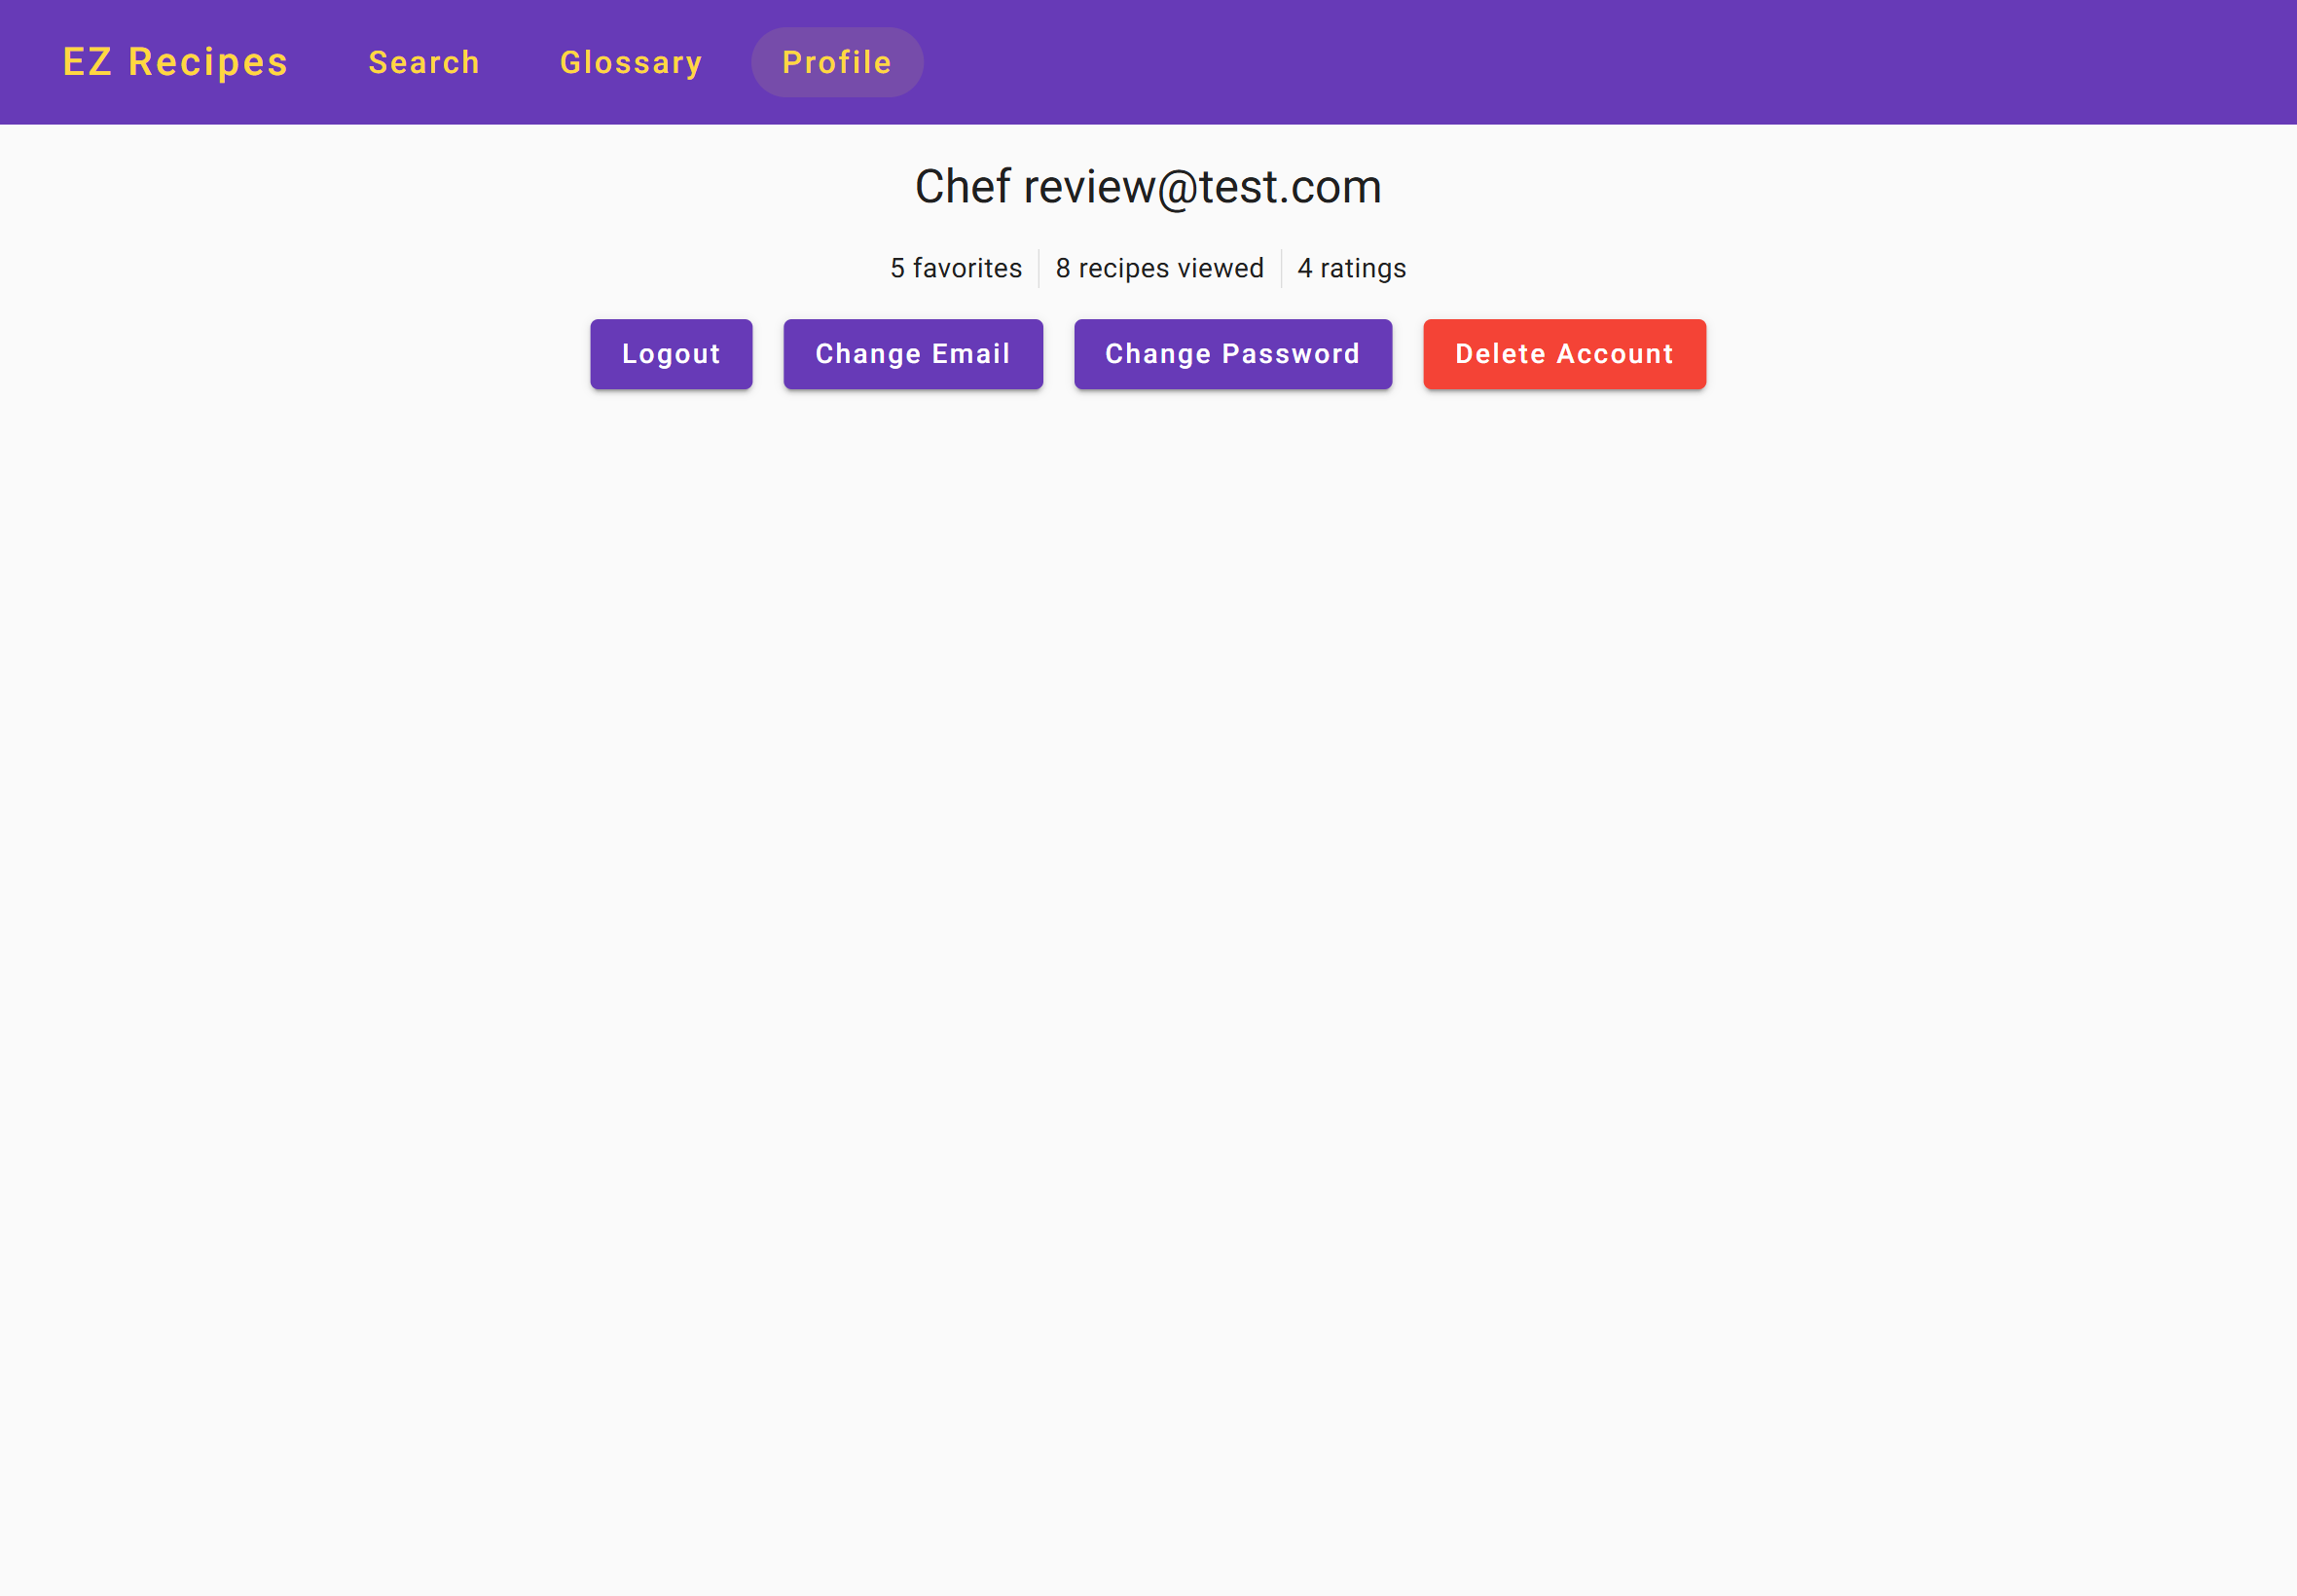 EZ Recipes Search Glossary Profile
Chef review@test.com
5 favorites 8 recipes viewed 4 ratings
Logout Change Email Change Password Delete Account